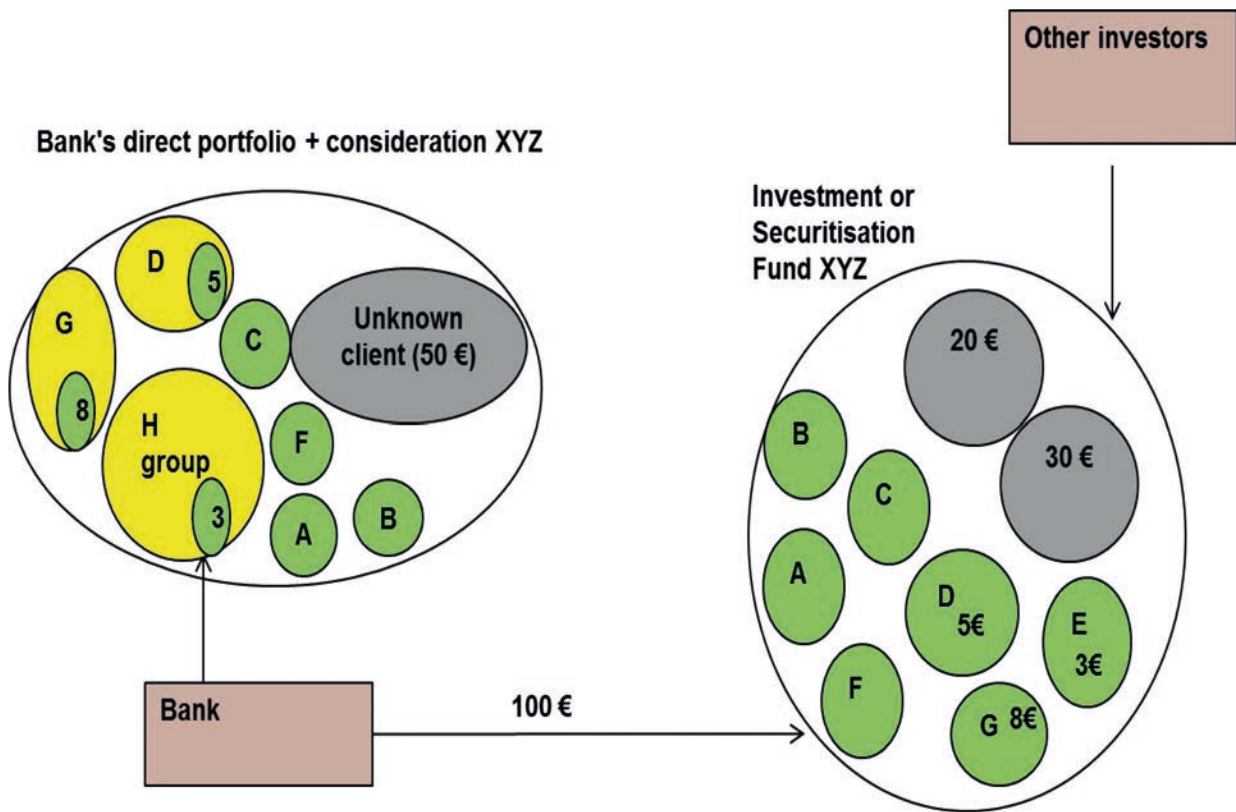 Other investors
Bank's direct portfolio + consideration XYZ
Investment or
Securitisation
Fund XYZ
D
5
G
8
C
Unknown
client (50 €)
H
group
3
F
A
B
20 €
30 €
B
C
A
D
5€
E
3€
F
G 8€
Bank
100 €